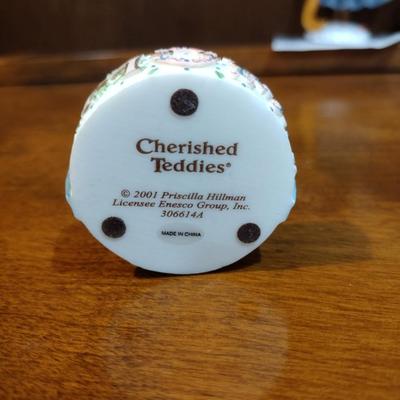 Cherished
Teddies®
© 2001 Priscilla Hillman
Licensee Enesco Group, Inc.
306614A
MADE IN CHINA